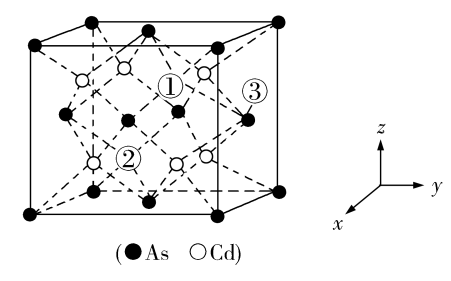 ①
③
②
z
y
x
(●As ○Cd)